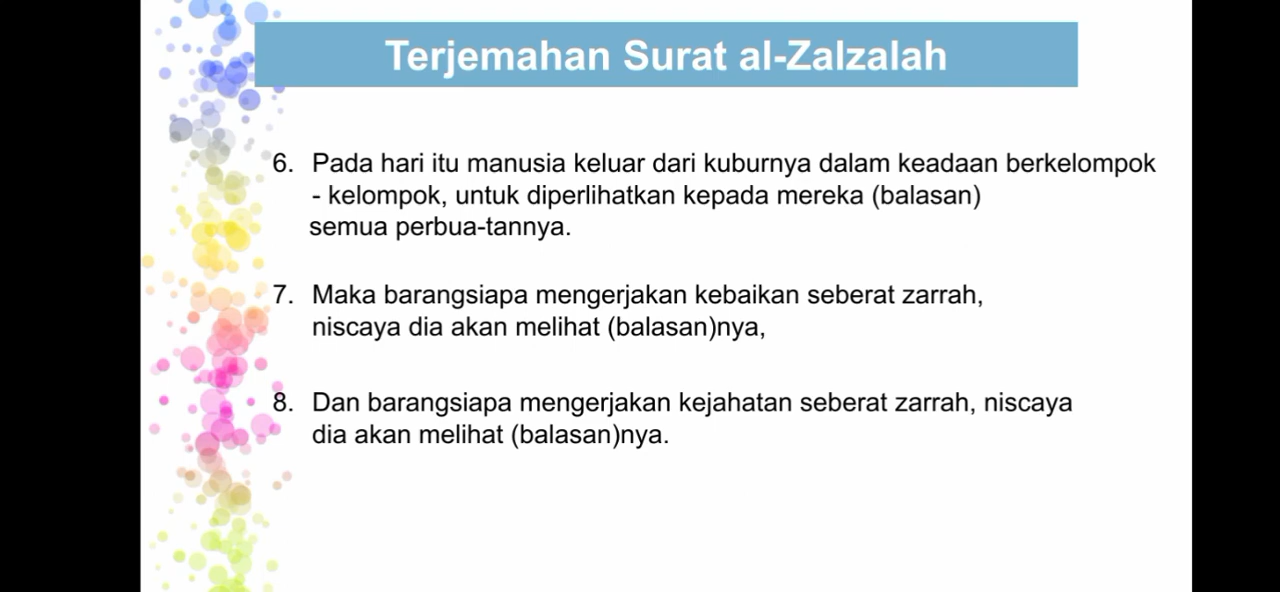 Terjemahan Surat al-Zalzalah
6. Pada hari itu manusia keluar dari kuburnya dalam keadaan berkelompok
- kelompok, untuk diperlihatkan kepada mereka (balasan)
semua perbua-tannya.
7. Maka barangsiapa mengerjakan kebaikan seberat zarrah,
niscaya dia akan melihat (balasan)nya,
8. Dan barangsiapa mengerjakan kejahatan seberat zarrah, niscaya
dia akan melihat (balasan)nya.